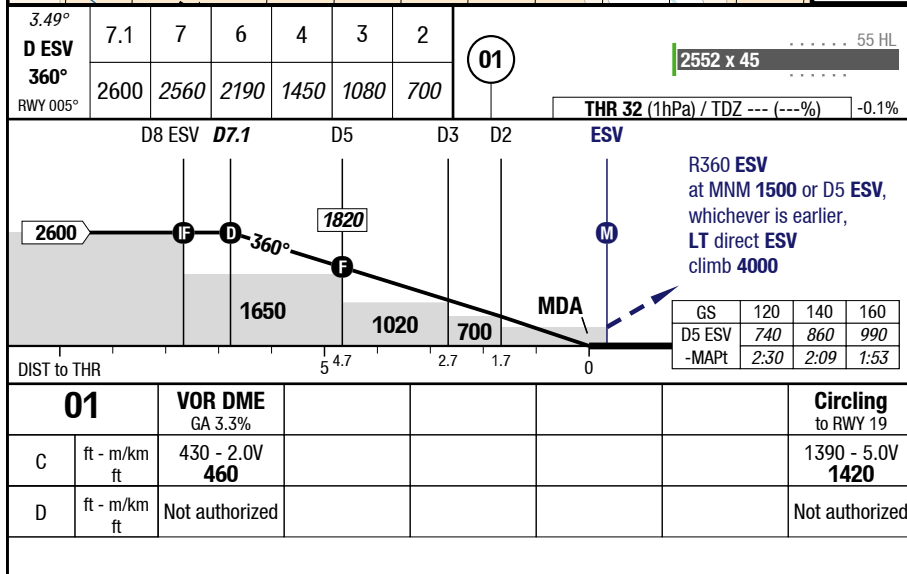 3.49°
D ESV
360°
RWY 005°
7.1 7 6 4 3 2
2600 2560 2190 1450 1080 700
01
55 HL
2552 x 45
THR 32 (1hPa) / TDZ --- (---%) -0.1%
D8 ESV D7.1 D5 D3 D2 ESV
R360 ESV
at MNM 1500 or D5 ESV,
whichever is earlier,
LT direct ESV
climb 4000
2600 IF D 360° 1820 F M
1650 1020 700 MDA
GS 120 140 160
D5 ESV 740 860 990
-MAPt 2:30 2:09 1:53
DIST to THR 5 4.7 2.7 1.7 0
01 VOR DME Circling
GA 3.3% to RWY 19
C ft - m/km 430 - 2.0V 1390 - 5.0V
ft 460 1420
D ft - m/km Not authorized Not authorized
ft